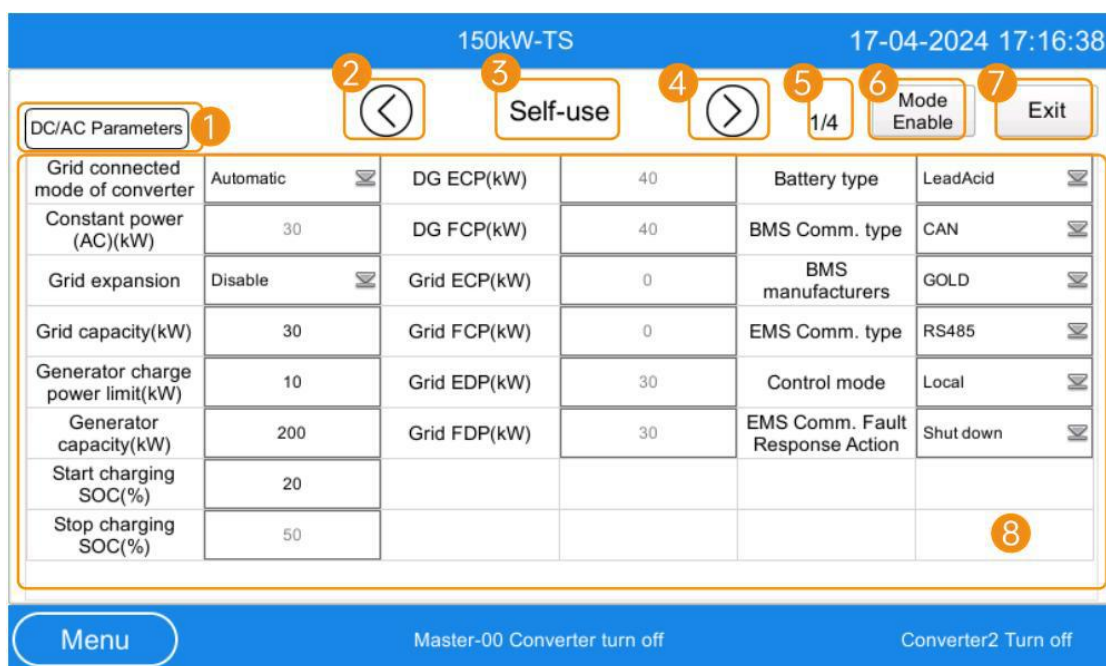 150kW-TS
17-04-2024 17:16:38
DC/AC Parameters
1
2
3
Self-use
4
5
1/4
6
Mode
Enable
7
Exit
Grid connected
mode of converter
Automatic
DG ECP(kW)
40
Battery type
LeadAcid
Constant power
(AC)(kW)
30
DG FCP(kW)
40
BMS Comm. type
CAN
Grid expansion
Disable
Grid ECP(kW)
0
BMS
manufacturers
GOLD
Grid capacity(kW)
30
Grid FCP(kW)
0
EMS Comm. type
RS485
Generator charge
power limit(kW)
10
Grid EDP(kW)
30
Control mode
Local
Generator
capacity(kW)
200
Grid FDP(kW)
30
EMS Comm. Fault
Response Action
Shut down
Start charging
SOC(%)
20
Stop charging
SOC(%)
50
8
Menu
Master-00 Converter turn off
Converter2 Turn off